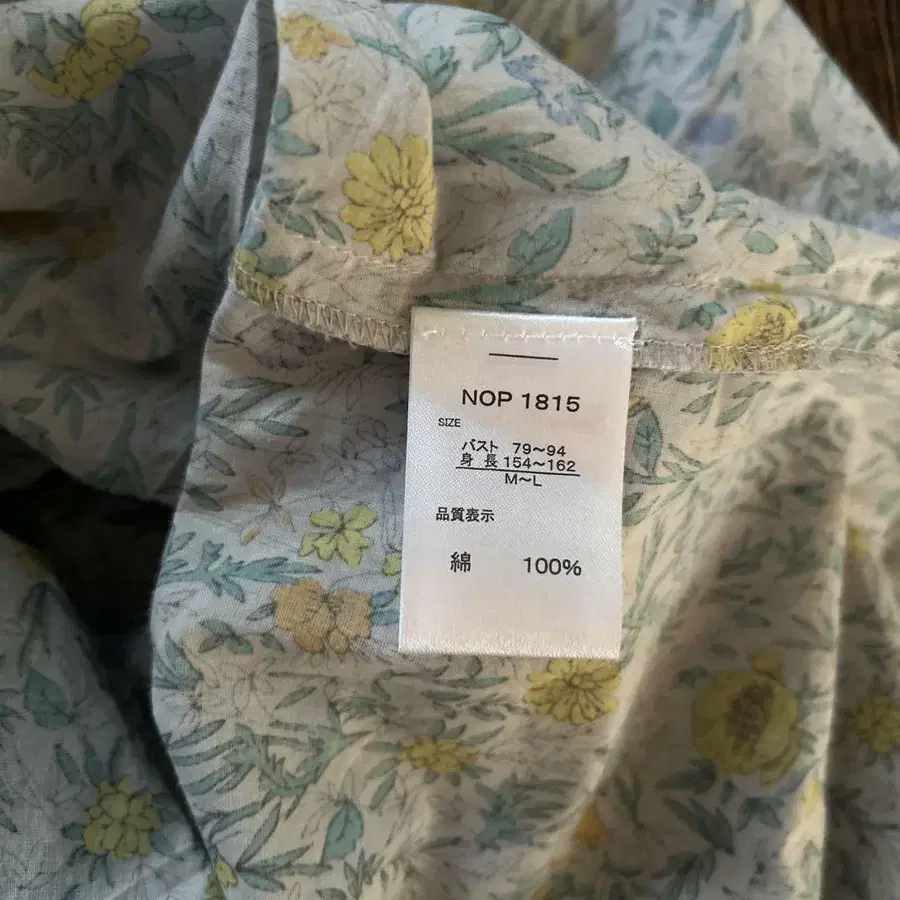 NOP 1815
SIZE
バスト 79〜94
身 長 154〜162
M〜L
品質表示
綿 100%